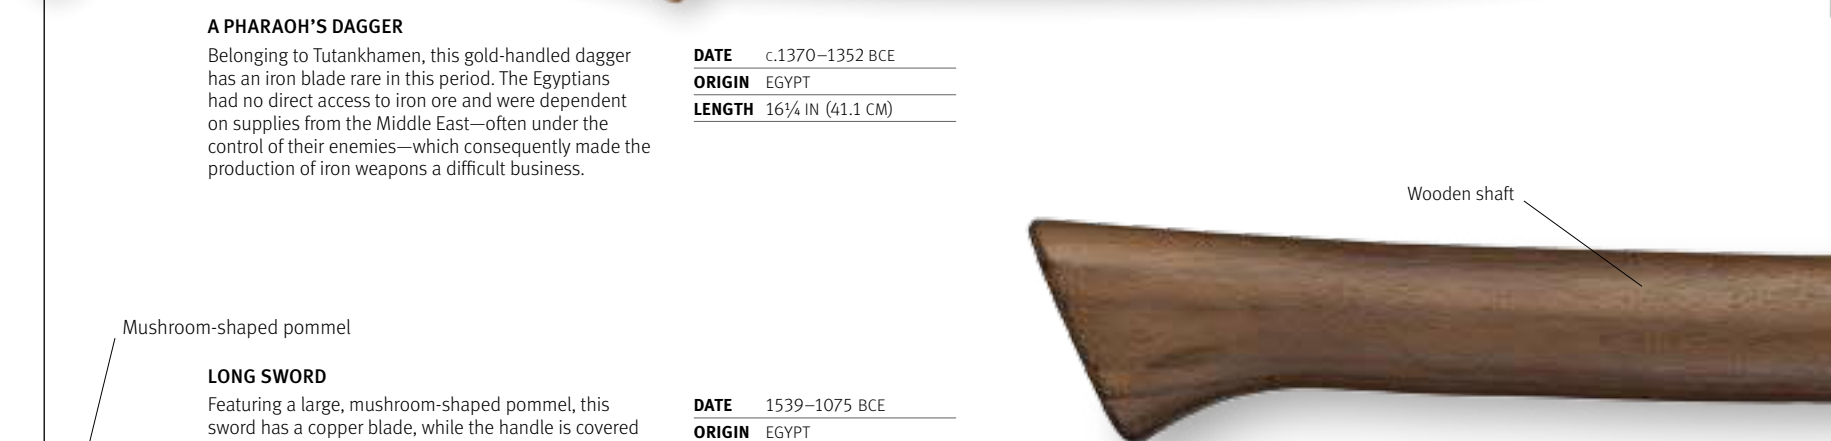 A PHARAOH’S DAGGER
Belonging to Tutankhamen, this gold-handled dagger
has an iron blade rare in this period. The Egyptians
had no direct access to iron ore and were dependent
on supplies from the Middle East—often under the
control of their enemies—which consequently made the
production of iron weapons a difficult business.
DATE c.1370–1352 BCE
ORIGIN EGYPT
LENGTH 16¼ IN (41.1 CM)
Wooden shaft
Mushroom-shaped pommel
LONG SWORD
Featuring a large, mushroom-shaped pommel, this
sword has a copper blade, while the handle is covered
DATE 1539–1075 BCE
ORIGIN EGYPT